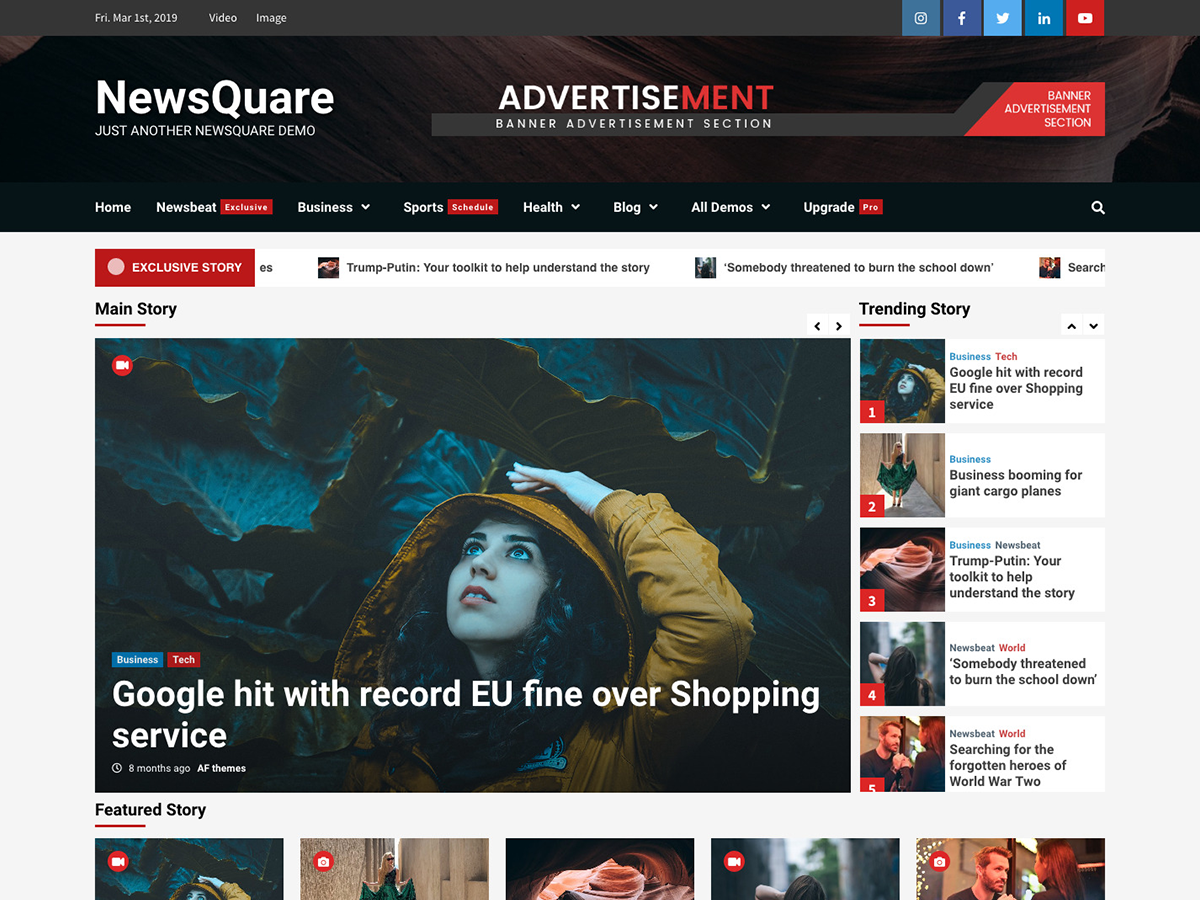 Fri. Mar 1st, 2019 Video Image
NewsQuare
JUST ANOTHER NEWSQUARE DEMO
ADVERTISEMENT
BANNER ADVERTISEMENT SECTION
BANNER
ADVERTISEMENT
SECTION
Home Newsbeat Exclusive Business Sports Schedule Health Blog All Demos Upgrade Pro
EXCLUSIVE STORY es Trump-Putin: Your toolkit to help understand the story ‘Somebody threatened to burn the school down’ Search
Main Story
Business Tech
Google hit with record EU fine over Shopping
service
8 months ago AF themes
Trending Story
1
Business Tech
Google hit with record
EU fine over Shopping
service
2
Business
Business booming for
giant cargo planes
3
Business Newsbeat
Trump-Putin: Your
toolkit to help
understand the story
4
Newsbeat World
‘Somebody threatened
to burn the school down’
5
Newsbeat World
Searching for the
forgotten heroes of
World War Two
Featured Story